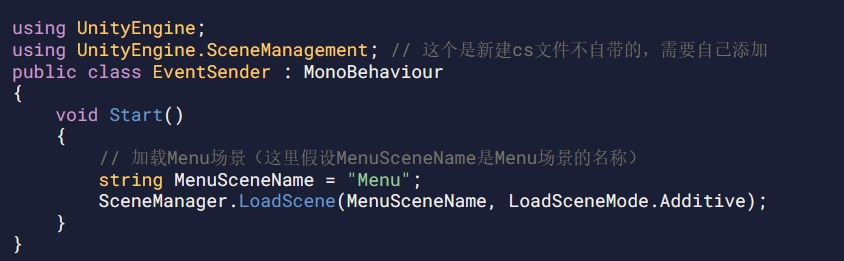 using UnityEngine;
using UnityEngine.SceneManagement; // 这个是新建cs文件不自带的，需要自己添加
public class EventSender : MonoBehaviour
{
    void Start()
    {
        // 加载Menu场景（这里假设MenuSceneName是Menu场景的名称）
        string MenuSceneName = "Menu";
        SceneManager.LoadScene(MenuSceneName, LoadSceneMode.Additive);
    }
}